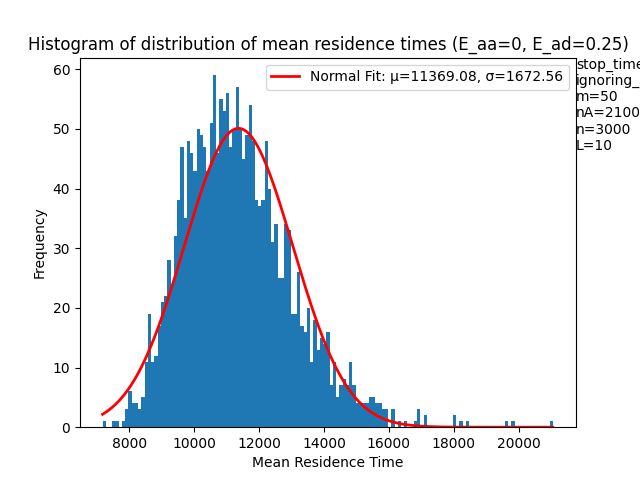 Histogram of distribution of mean residence times (E_aa=0, E_ad=0.25)
Normal Fit: μ=11369.08, σ=1672.56
stop_time
ignoring_
m=50
nA=2100
n=3000
L=10
60
50
40
30
20
10
0
Frequency
8000 10000 12000 14000 16000 18000 20000
Mean Residence Time